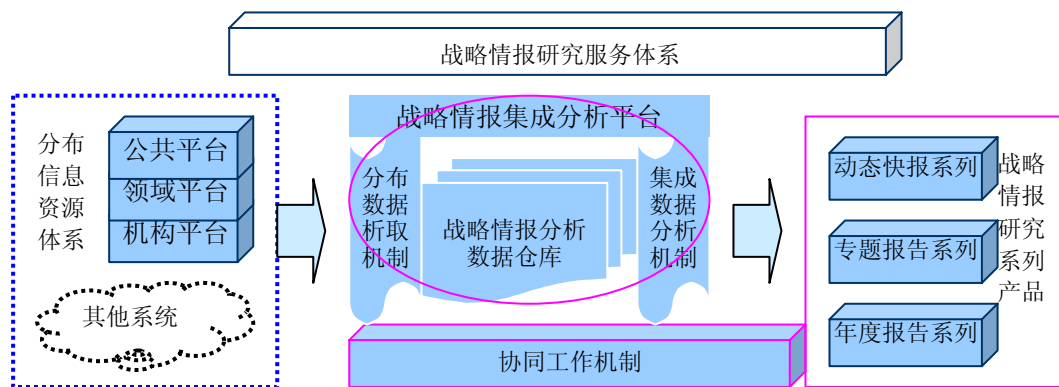 战略情报研究服务体系
分布
信息
资源
体系
公共平台
领域平台
机构平台
其他系统
战略情报集成分析平台
分布
数据
析取
机制
战略情报分析
数据仓库
集成
数据
分析
机制
协同工作机制
动态快报系列
专题报告系列
年度报告系列
战略
情报
研究
系列
产品